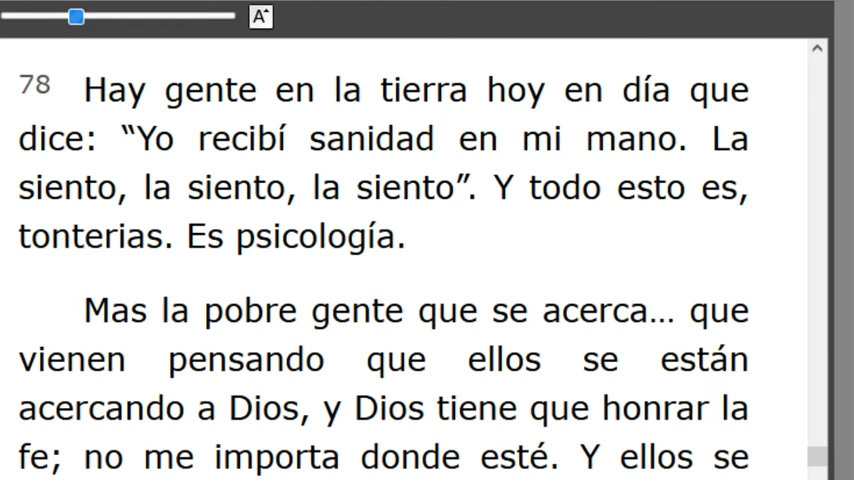 A
78 Hay gente en la tierra hoy en día que
dice: “Yo recibí sanidad en mi mano. La
siento, la siento, la siento”. Y todo esto es,
tonterias. Es psicología.
Mas la pobre gente que se acerca… que
vienen pensando que ellos se están
acercando a Dios, y Dios tiene que honrar la
fe; no me importa donde esté. Y ellos se